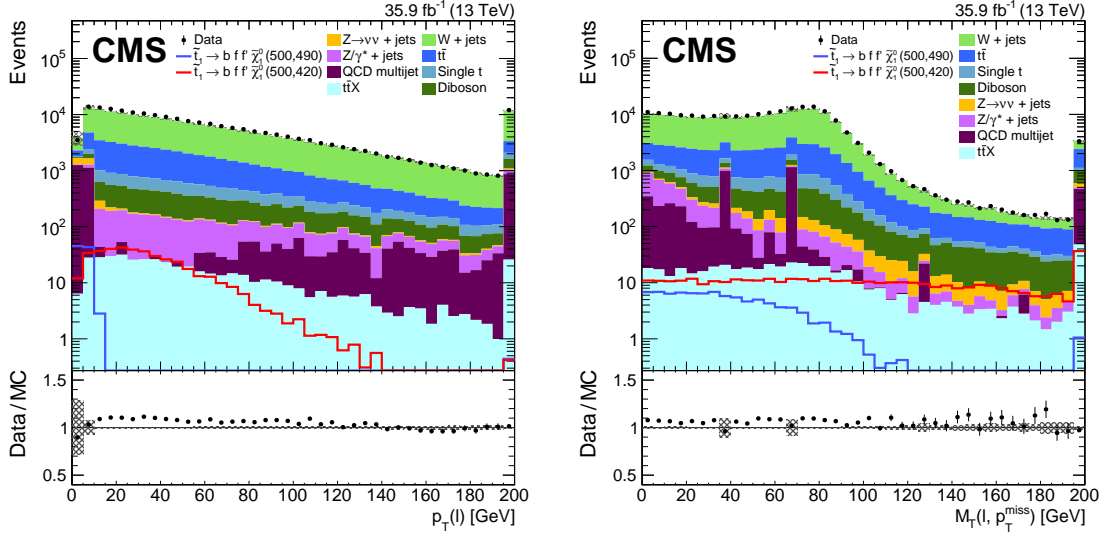 35.9 fb⁻¹ (13 TeV)
Events
CMS
Data
t̃₁ → b f f' χ̃₁⁰ (500,490)
t̃₁ → b f f' χ̃₁⁰ (500,420)
Z→νν + jets
Z/γ* + jets
QCD multijet
tt̄X
W + jets
tt̄
Single t
Diboson
10⁵
10⁴
10³
10²
10
1
Data / MC
1.5
1.0
0.5
0 20 40 60 80 100 120 140 160 180 200
p_T(l) [GeV]
35.9 fb⁻¹ (13 TeV)
Events
CMS
Data
t̃₁ → b f f' χ̃₁⁰ (500,490)
t̃₁ → b f f' χ̃₁⁰ (500,420)
W + jets
tt̄
Single t
Diboson
Z→νν + jets
Z/γ* + jets
QCD multijet
tt̄X
10⁵
10⁴
10³
10²
10
1
Data / MC
1.5
1.0
0.5
0 20 40 60 80 100 120 140 160 180 200
M_T(l, p_T^miss) [GeV]